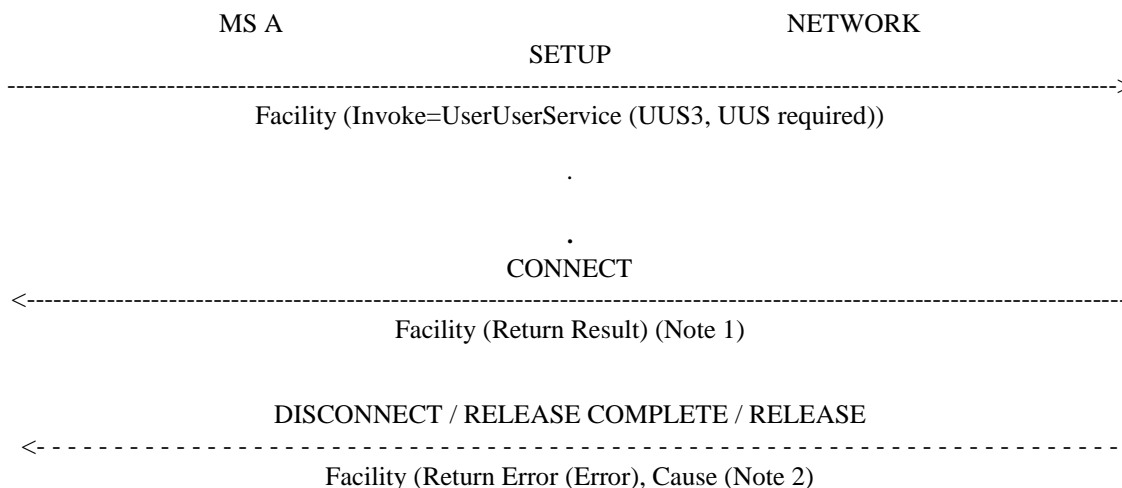 MS A NETWORK
SETUP
-------------------------------------------------------------------------------------------------------------------------------->
Facility (Invoke=UserUserService (UUS3, UUS required))
.
.
CONNECT
<--------------------------------------------------------------------------------------------------------------------------------
Facility (Return Result) (Note 1)
DISCONNECT / RELEASE COMPLETE / RELEASE
<- - - - - - - - - - - - - - - - - - - - - - - - - - - - - - - - - - - - - - - - - - - - - - - - - - - - - - - - - - - - - - - - - - - - - -
Facility (Return Error (Error), Cause (Note 2)